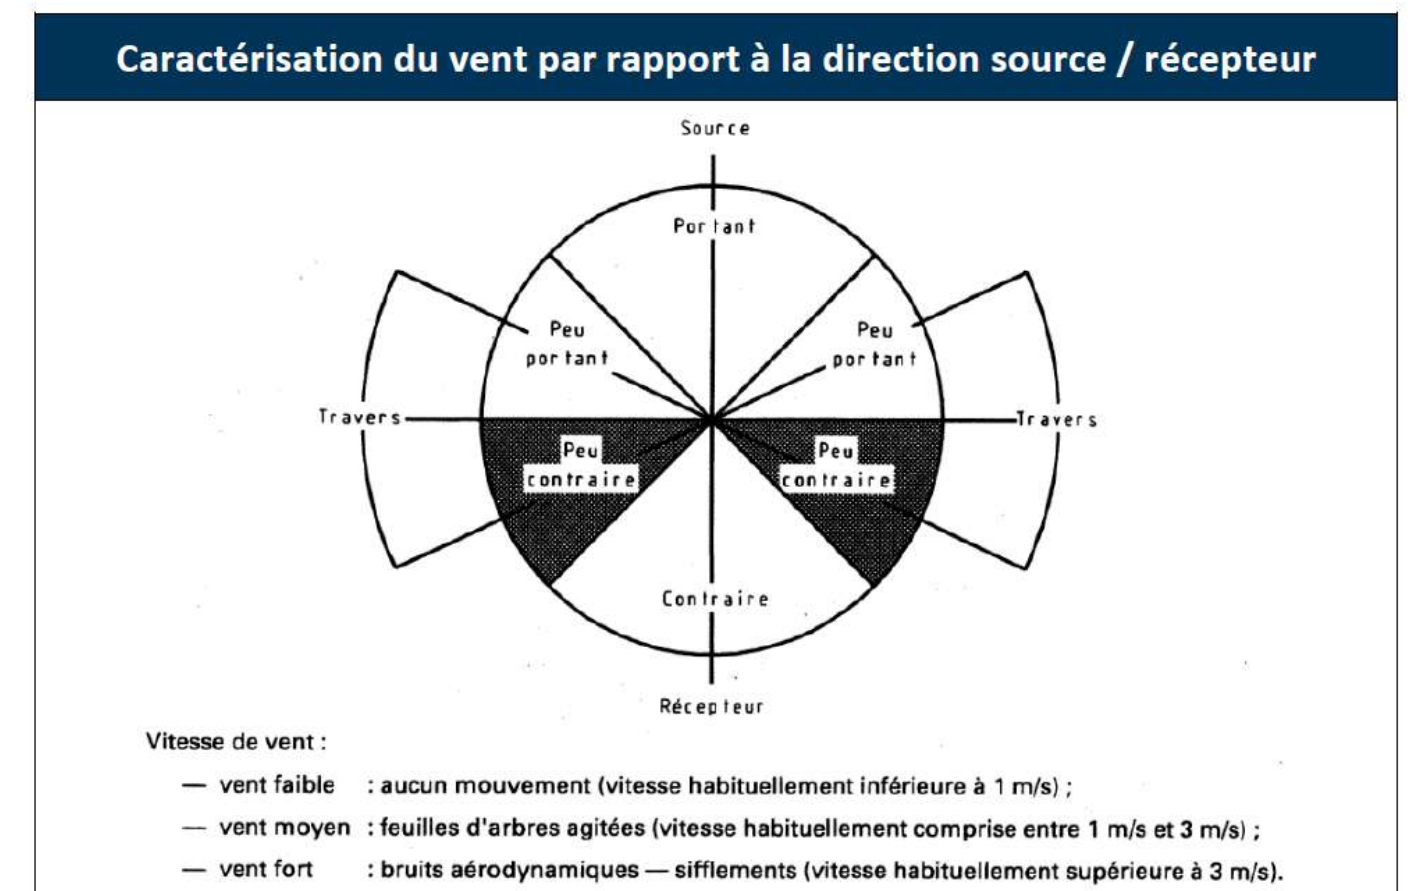 Caractérisation du vent par rapport à la direction source / récepteur
Source
Portant
Peu
portant
Peu
portant
Travers
Travers
Peu
contraire
Peu
contraire
Contraire
Récepteur
Vitesse de vent :
— vent faible : aucun mouvement (vitesse habituellement inférieure à 1 m/s) ;
— vent moyen : feuilles d'arbres agitées (vitesse habituellement comprise entre 1 m/s et 3 m/s) ;
— vent fort : bruits aérodynamiques — sifflements (vitesse habituellement supérieure à 3 m/s).